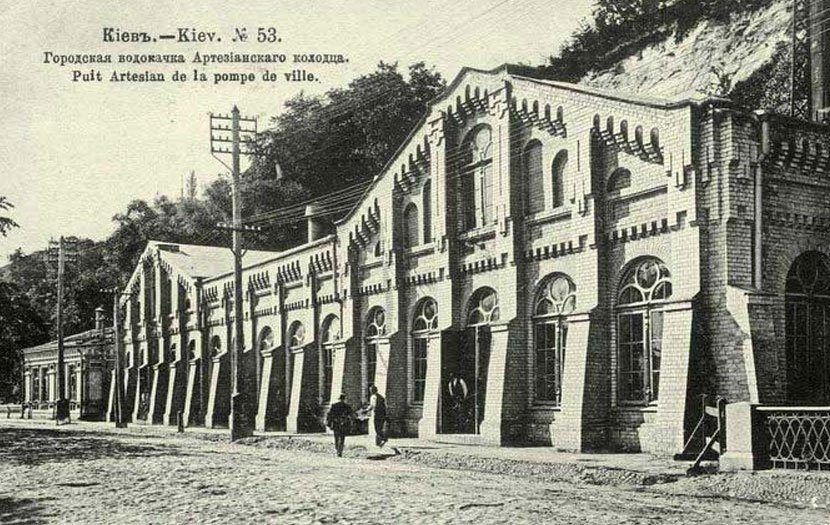 Кіевъ.—Kiev. № 53.
Городская водокачка Артезіанскаго колодца.
Puit Artesian de la pompe de ville.